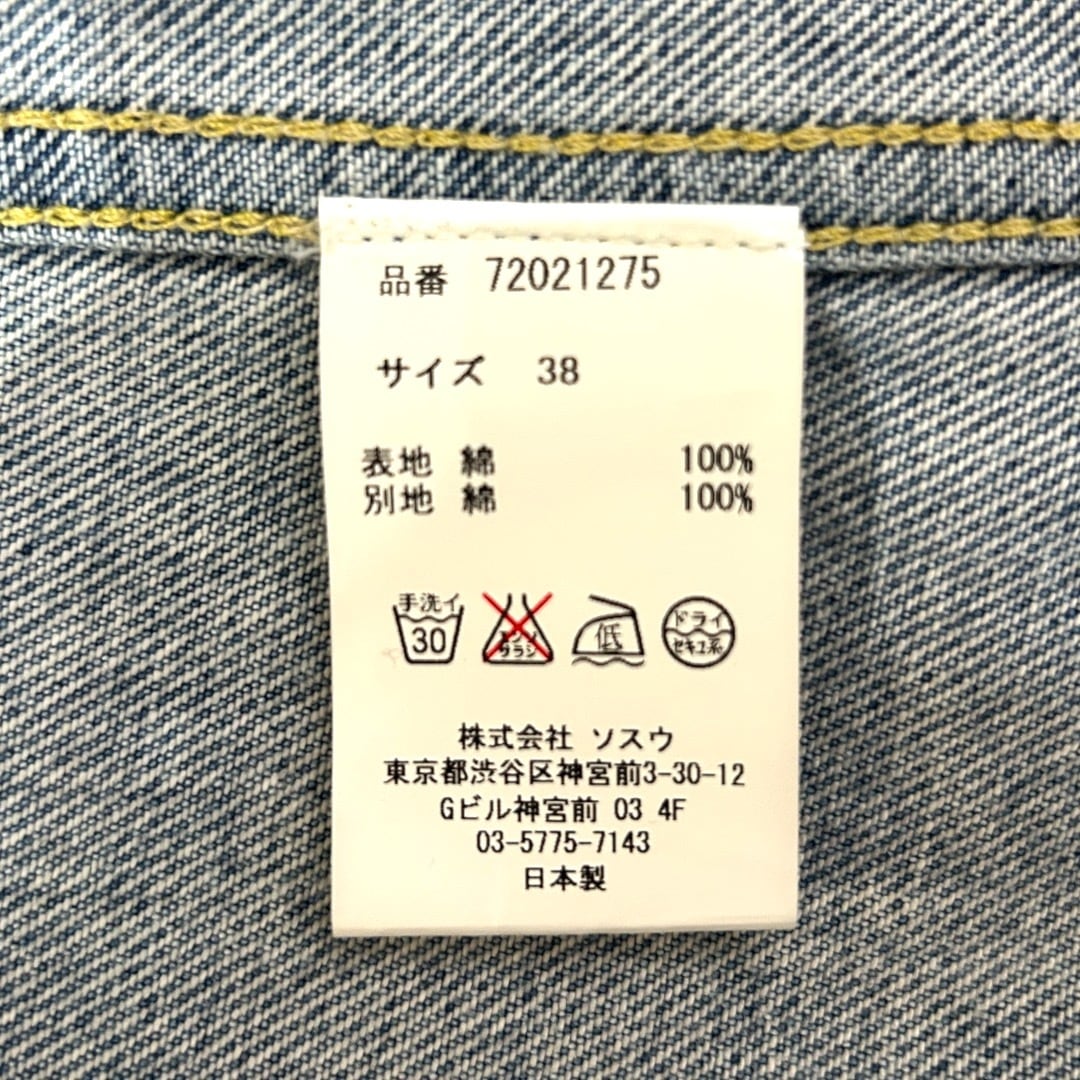 品番 72021275
サイズ 38
表地 綿 100%
別地 綿 100%
手洗イ 30
エンソ サラシ
低
ドライ セキユ系
株式会社 ソスウ
東京都渋谷区神宮前3-30-12
Gビル神宮前 03 4F
03-5775-7143
日本製